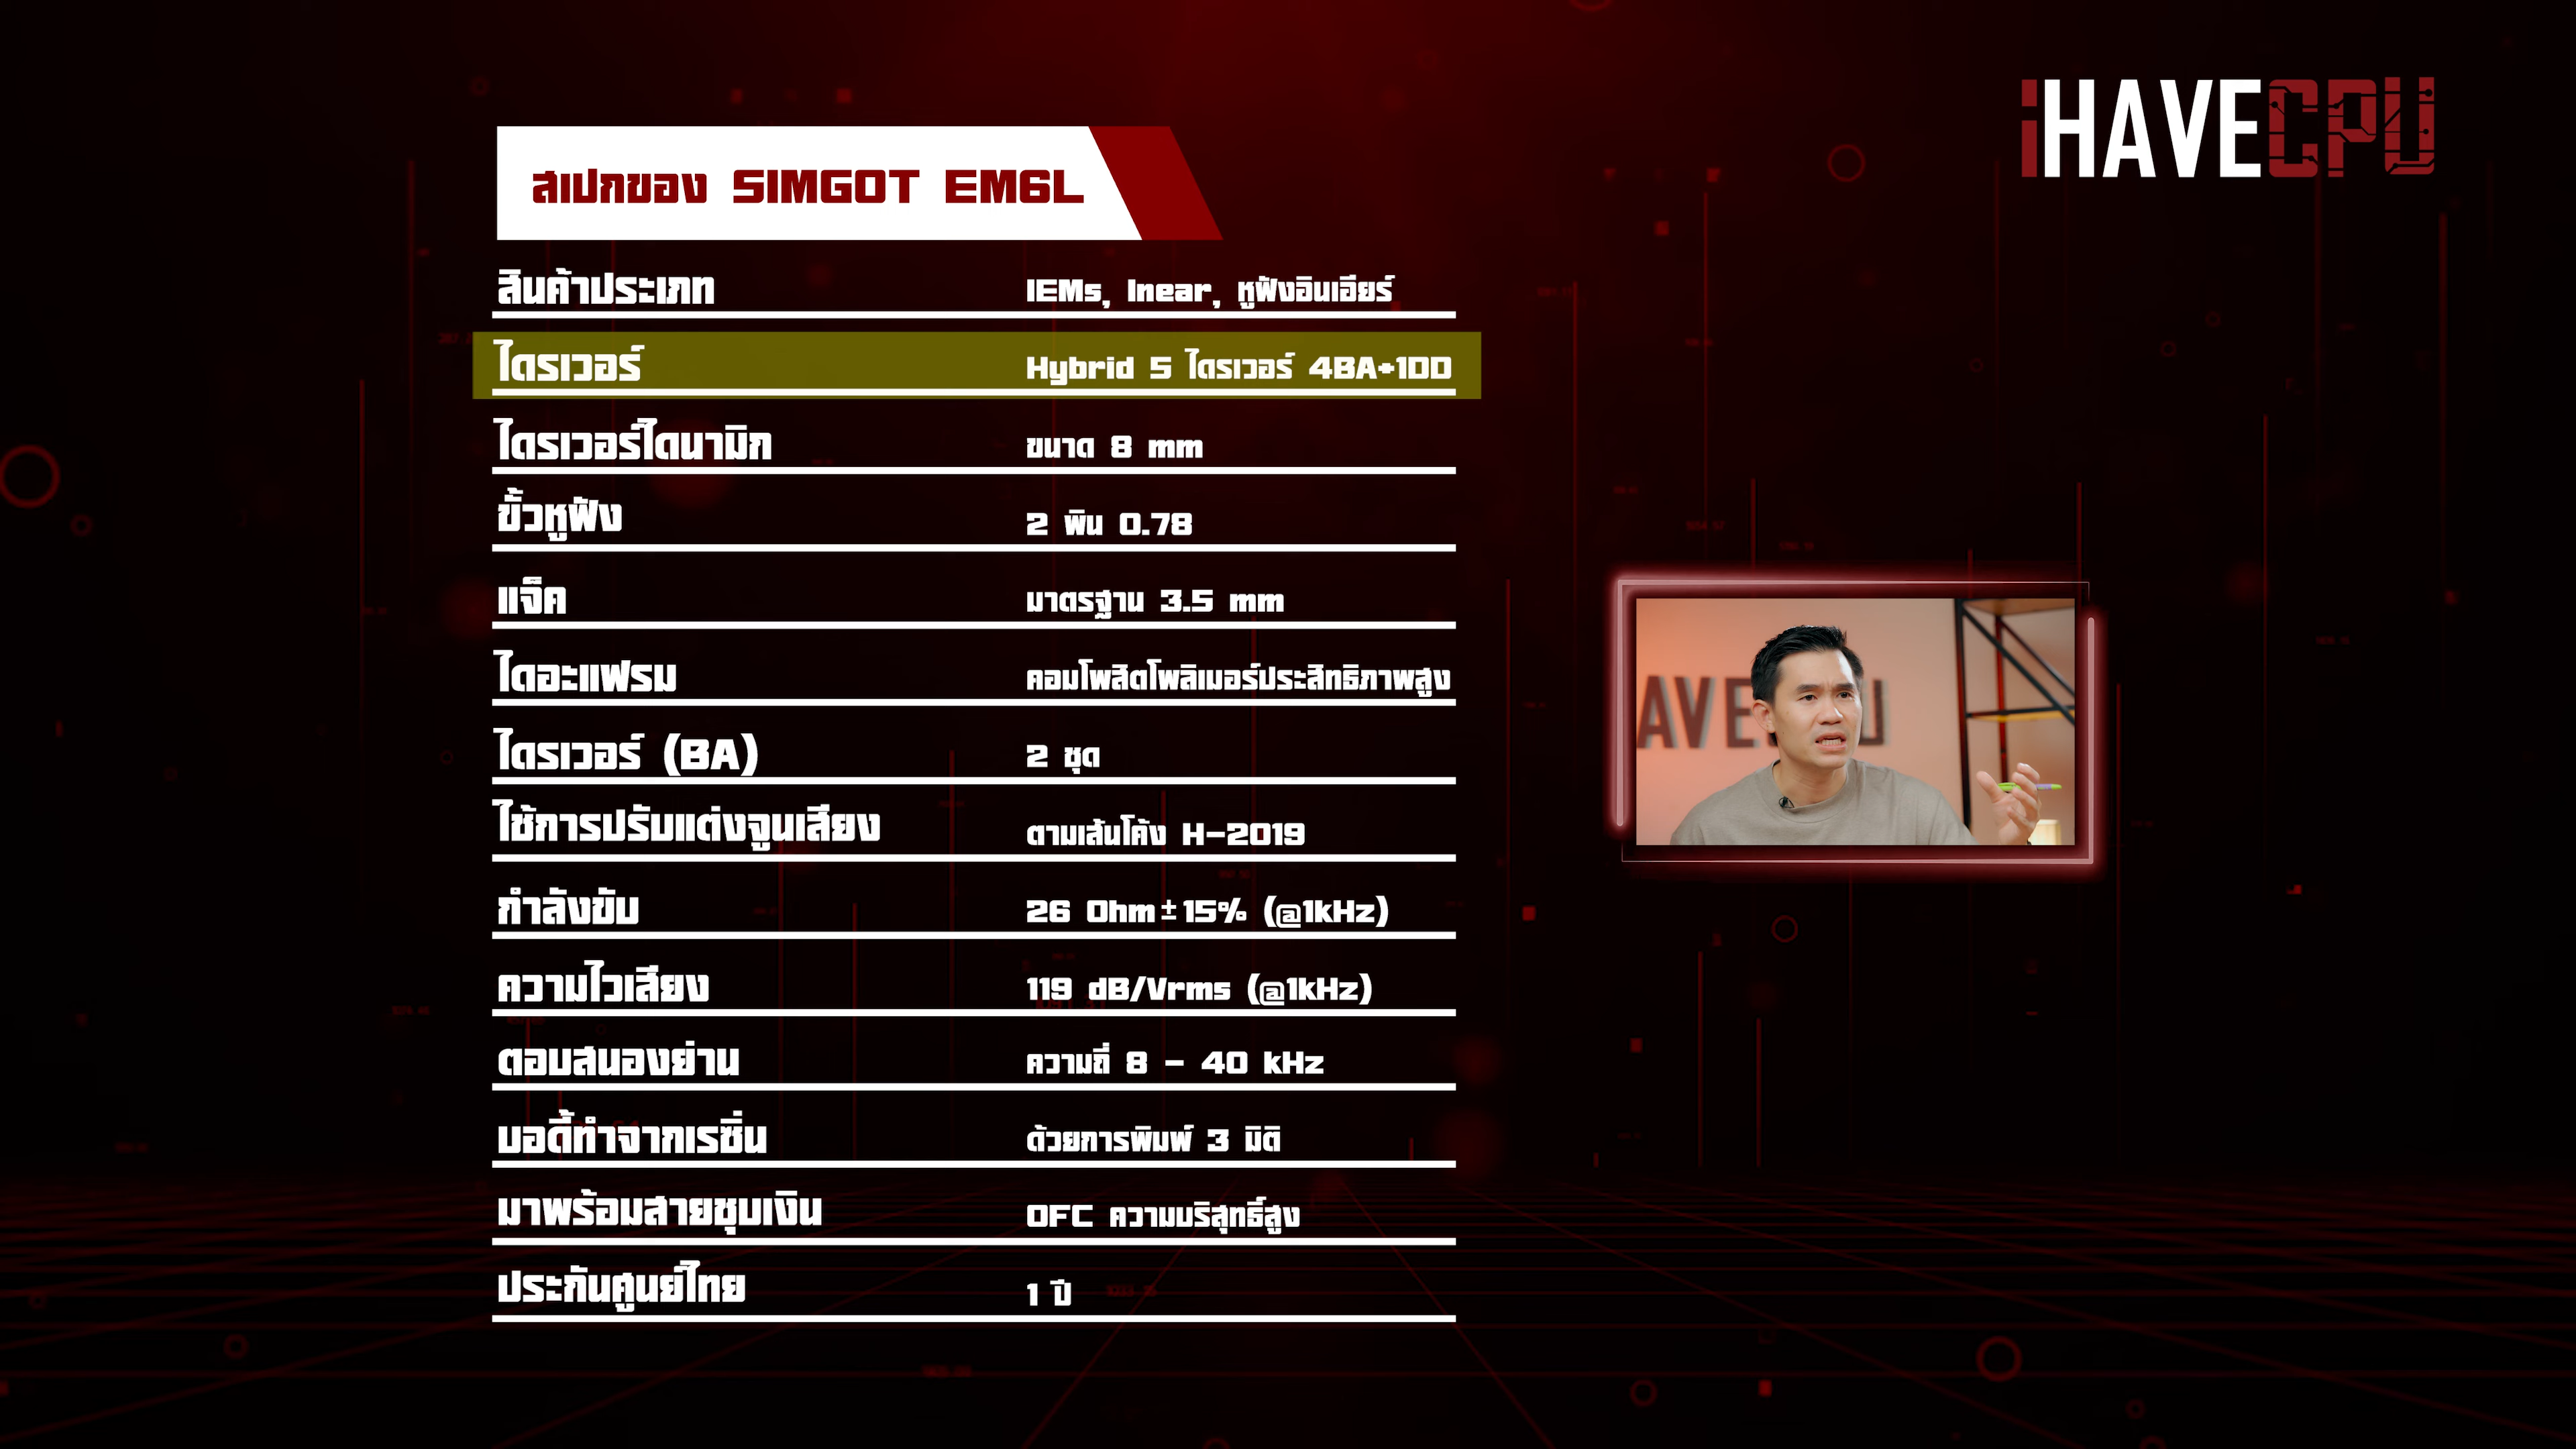 iHAVECPU
สเปกของ SIMGOT EM6L
สินค้าประเภท IEMs, Inear, หูฟังอินเอียร์
ไดรเวอร์ Hybrid 5 ไดรเวอร์ 4BA+1DD
ไดรเวอร์ไดนามิก ขนาด 8 mm
ขั้วหูฟัง 2 พิน 0.78
แจ็ค มาตรฐาน 3.5 mm
ไดอะแฟรม คอมโพสิตโพลิเมอร์ประสิทธิภาพสูง
ไดรเวอร์ (BA) 2 ชุด
ใช้การปรับแต่งจูนเสียง ตามเส้นโค้ง H-2019
กำลังขับ 26 Ohm±15% (@1kHz)
ความไวเสียง 119 dB/Vrms (@1kHz)
ตอบสนองย่าน ความถี่ 8 - 40 kHz
บอดี้ทำจากเรซิ่น ด้วยการพิมพ์ 3 มิติ
มาพร้อมสายชุบเงิน OFC ความบริสุทธิ์สูง
ประกันศูนย์ไทย 1 ปี